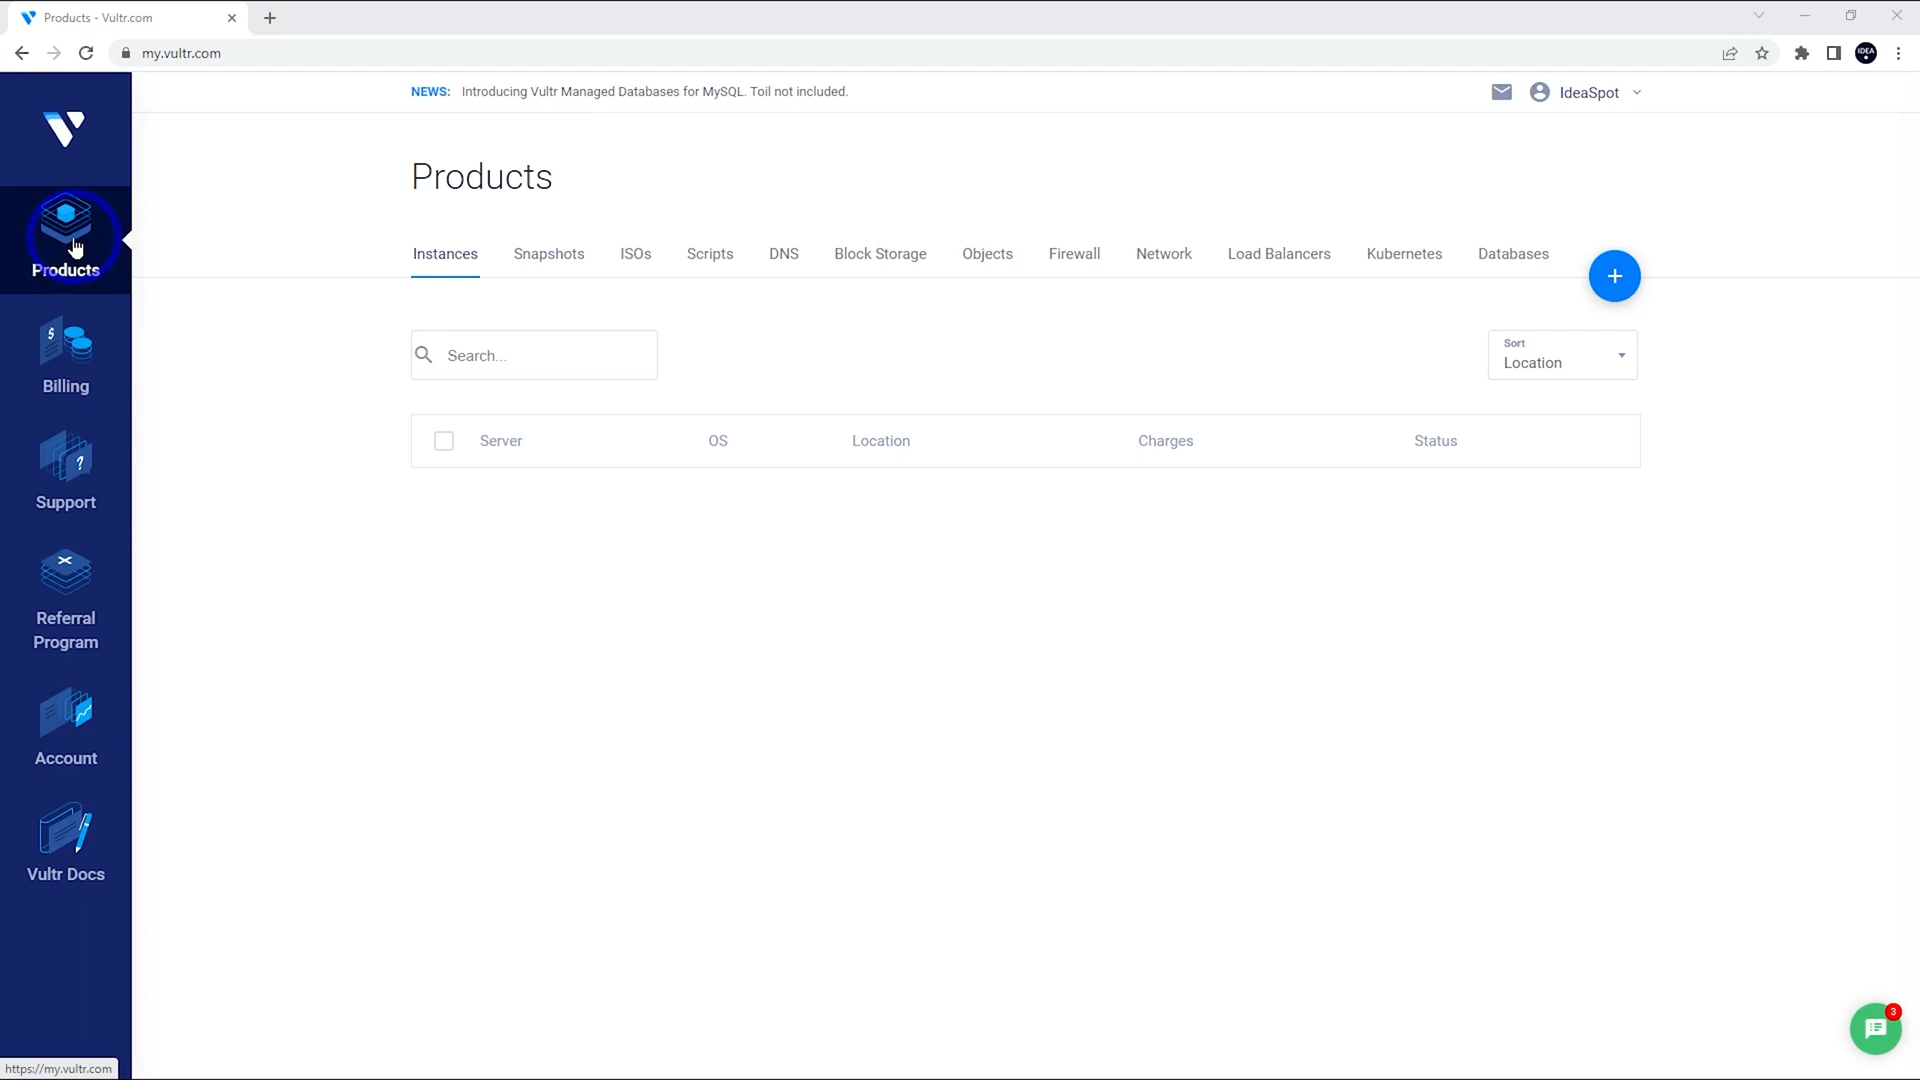 Products - Vultr.com
my.vultr.com
IDEA
NEWS: Introducing Vultr Managed Databases for MySQL. Toil not included.
IdeaSpot
Products
Billing
Support
Referral
Program
Account
Vultr Docs
Products
Instances Snapshots ISOs Scripts DNS Block Storage Objects Firewall Network Load Balancers Kubernetes Databases
+
Search...
Sort
Location
Server OS Location Charges Status
3
https://my.vultr.com